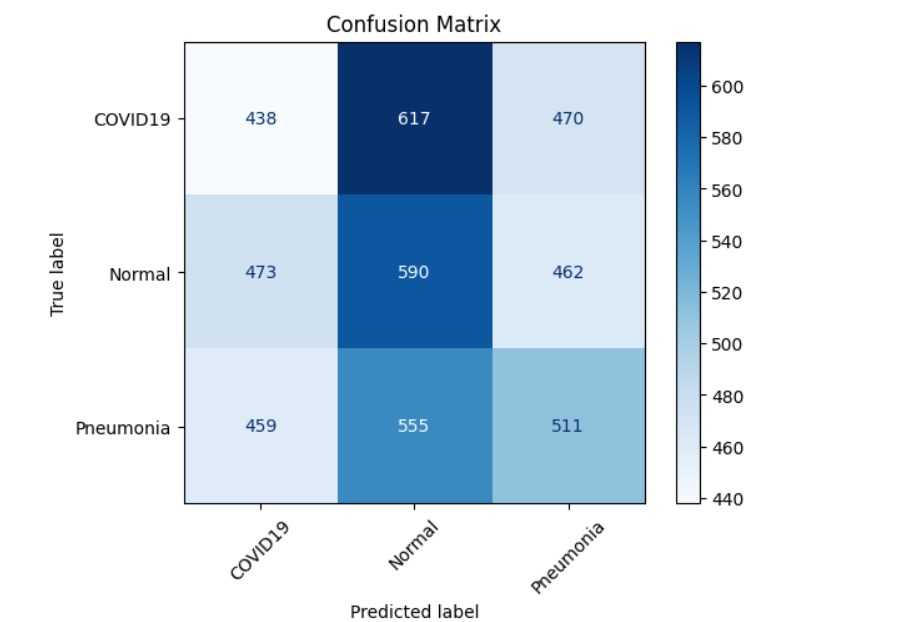 Confusion Matrix
COVID19
438
617
470
Normal
473
590
462
Pneumonia
459
555
511
True label
COVID19
Normal
Pneumonia
Predicted label
600
580
560
540
520
500
480
460
440